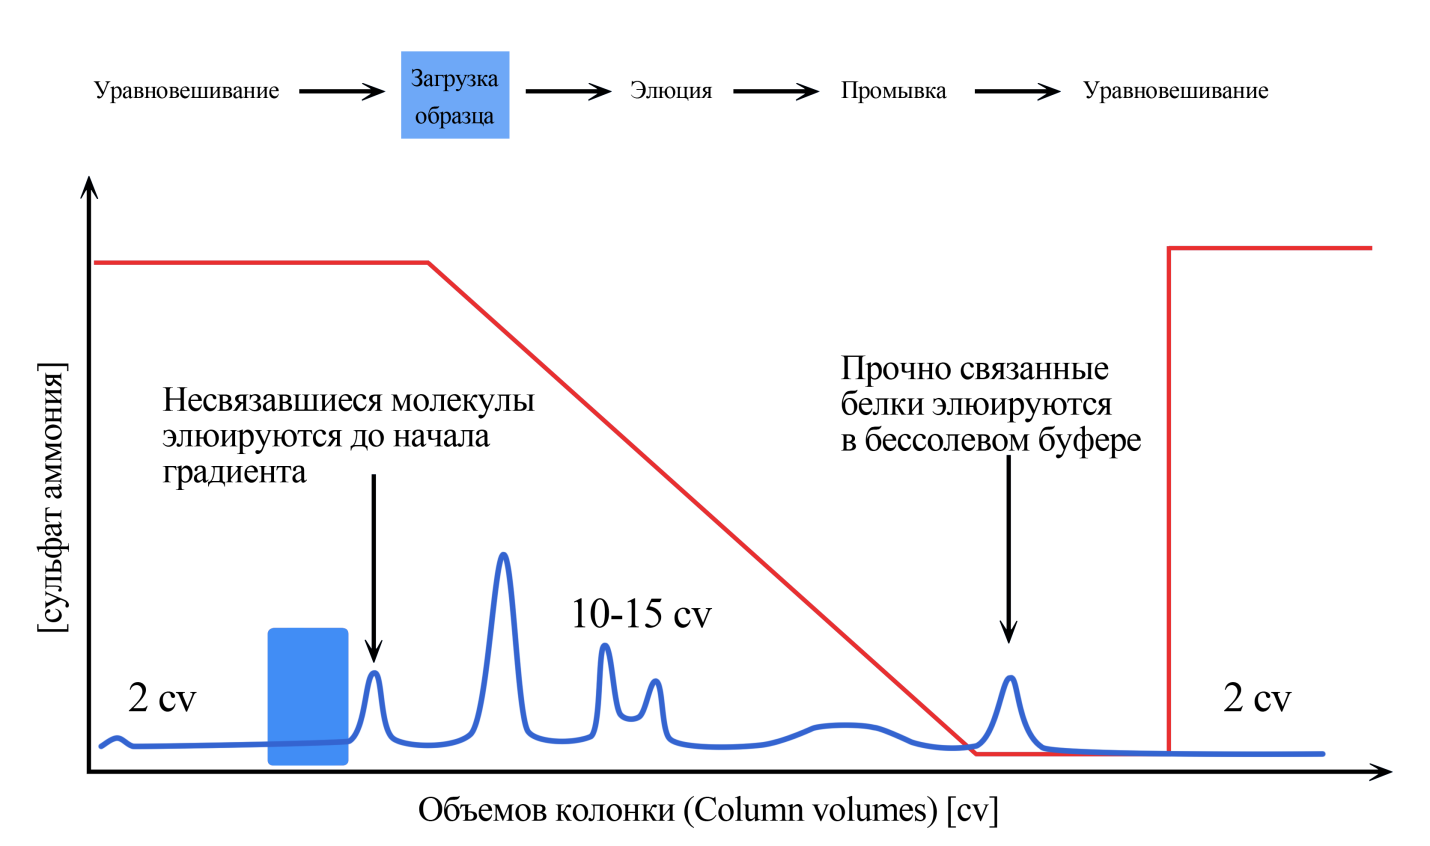 Уравновешивание
Загрузка
образца
Элюция
Промывка
Уравновешивание
[сульфат аммония]
Несвязавшиеся молекулы
элюируются до начала
градиента
Прочно связанные
белки элюируются
в бессолевом буфере
10-15 cv
2 cv
2 cv
Объемов колонки (Column volumes) [cv]